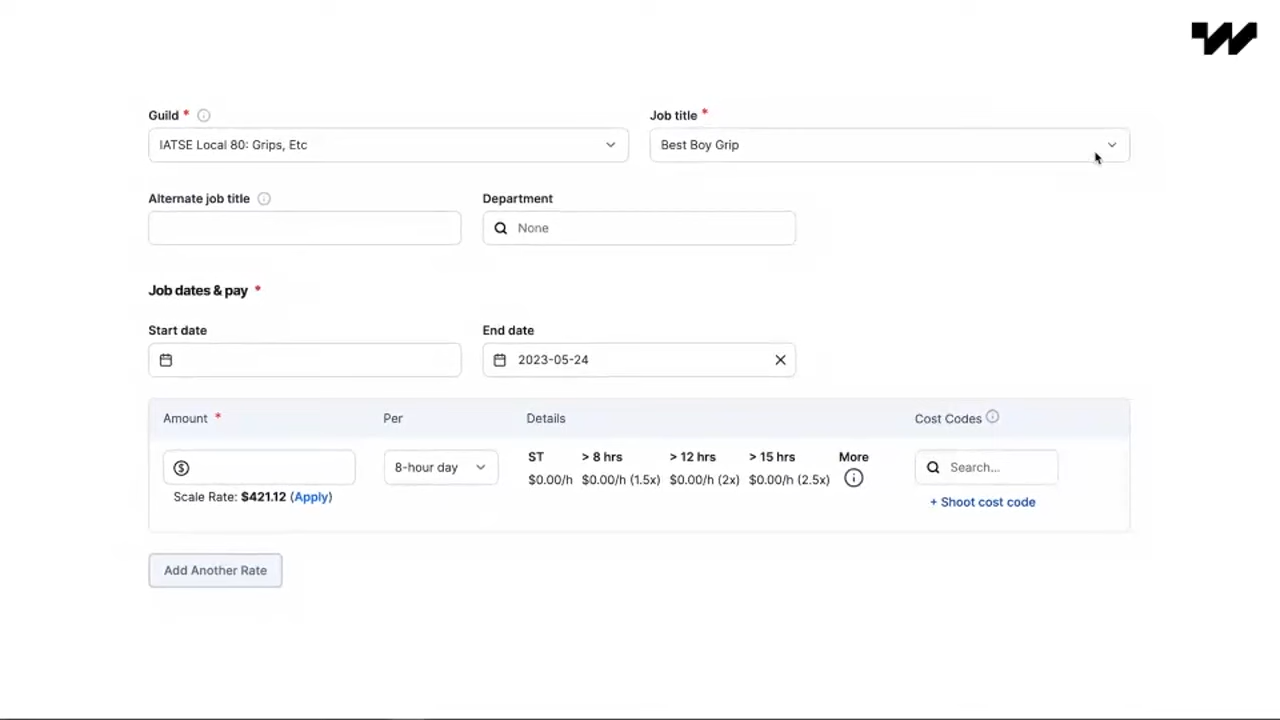 Guild *
Job title *
IATSE Local 80: Grips, Etc
Best Boy Grip
Alternate job title
Department
None
Job dates & pay *
Start date
End date
2023-05-24
Amount *
Per
Details
Cost Codes
8-hour day
ST
> 8 hrs
> 12 hrs
> 15 hrs
More
$0.00/h
$0.00/h (1.5x)
$0.00/h (2x)
$0.00/h (2.5x)
Search...
Scale Rate: $421.12 (Apply)
+ Shoot cost code
Add Another Rate